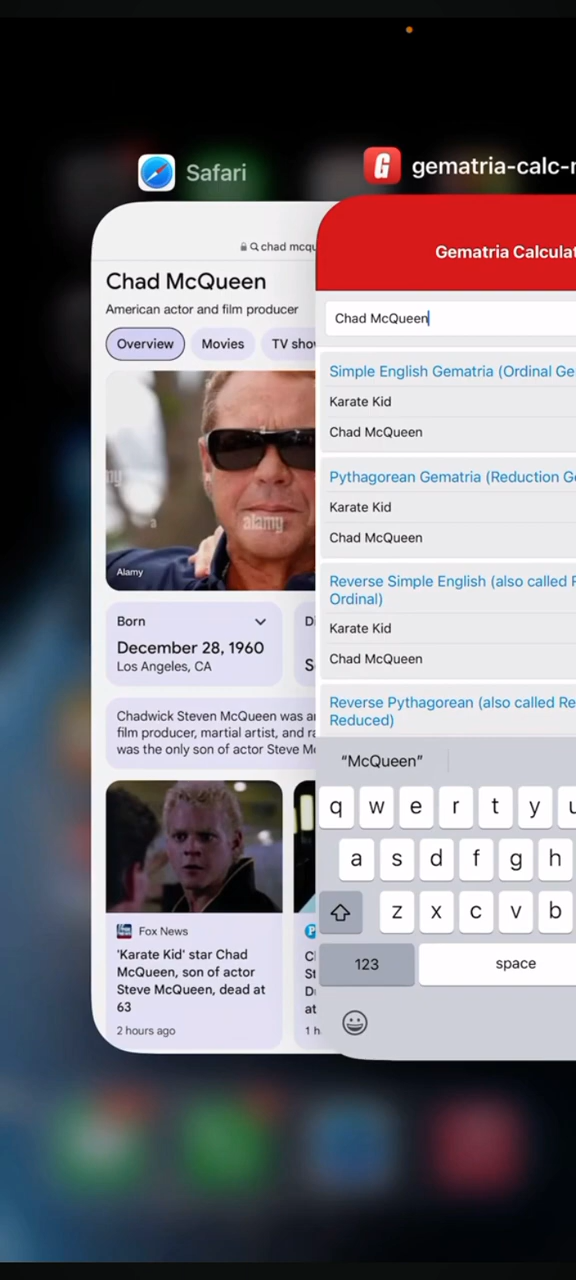 Safari
gematria-calc-r
chad mcqu
Chad McQueen
American actor and film producer
Overview
Movies
TV sho
alamy
a
Alamy
Born
December 28, 1960
Los Angeles, CA
D
S
Chadwick Steven McQueen was a
film producer, martial artist, and ra
was the only son of actor Steve M
Fox News
'Karate Kid' star Chad
McQueen, son of actor
Steve McQueen, dead at
63
2 hours ago
C
St
D
at
1 h
G
Gematria Calculat
Chad McQueen
Simple English Gematria (Ordinal Ge
Karate Kid
Chad McQueen
Pythagorean Gematria (Reduction G
Karate Kid
Chad McQueen
Reverse Simple English (also called
Ordinal)
Karate Kid
Chad McQueen
Reverse Pythagorean (also called Re
Reduced)
“McQueen”
q w e r t y u
a s d f g h
z x c v b
123 space